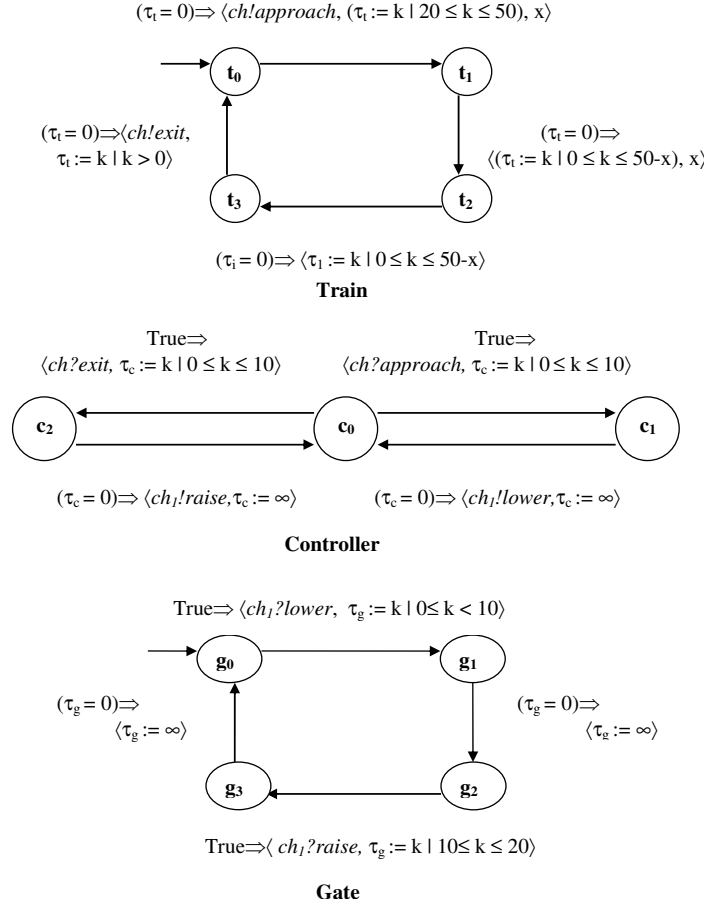 (τt = 0)⇒ ⟨ch!approach, (τt := k | 20 ≤ k ≤ 50), x⟩
t0
t1
(τt = 0)⇒⟨ch!exit,
τt := k | k > 0⟩
(τt = 0)⇒
⟨(τt := k | 0 ≤ k ≤ 50-x), x⟩
t3
t2
(τi = 0)⇒ ⟨τ1 := k | 0 ≤ k ≤ 50-x⟩
Train
True⇒
⟨ch?exit, τc := k | 0 ≤ k ≤ 10⟩
True⇒
⟨ch?approach, τc := k | 0 ≤ k ≤ 10⟩
c2
c0
c1
(τc = 0)⇒ ⟨ch1!raise,τc := ∞⟩
(τc = 0)⇒ ⟨ch1!lower,τc := ∞⟩
Controller
True⇒ ⟨ch1?lower, τg := k | 0≤ k < 10⟩
g0
g1
(τg = 0)⇒
⟨τg := ∞⟩
(τg = 0)⇒
⟨τg := ∞⟩
g3
g2
True⇒⟨ ch1?raise, τg := k | 10≤ k ≤ 20⟩
Gate